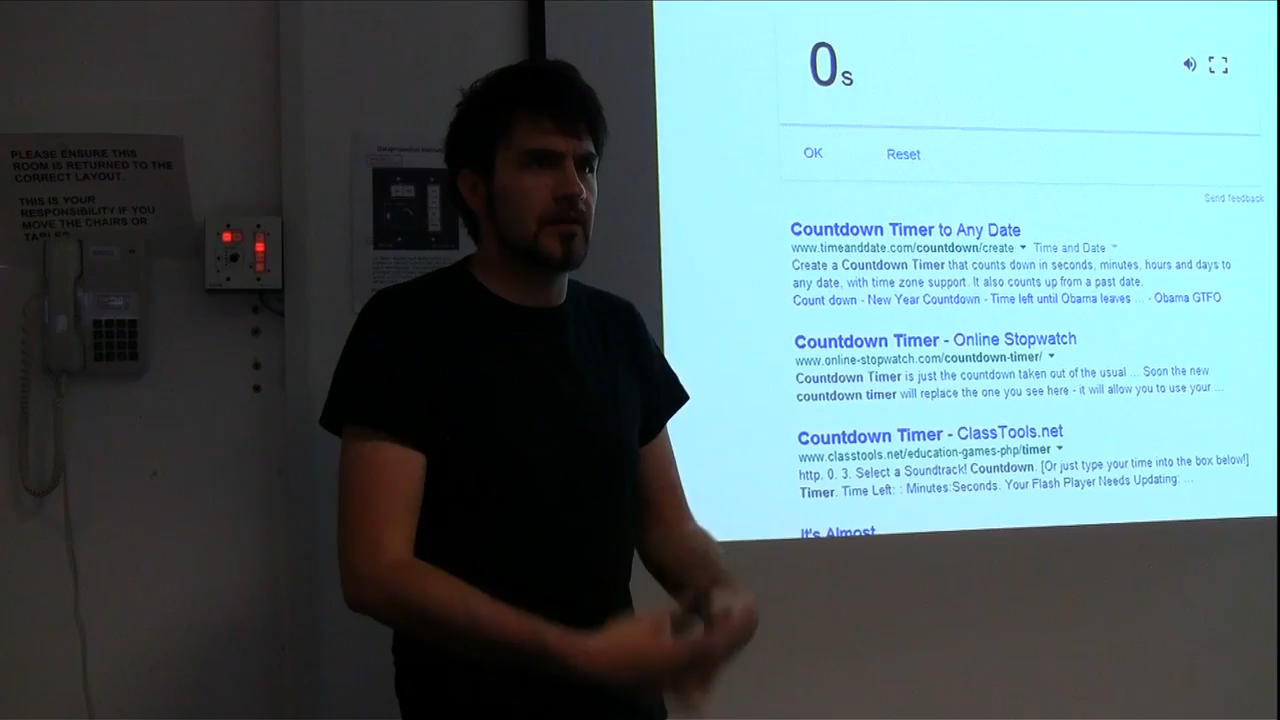 PLEASE ENSURE THIS
ROOM IS RETURNED TO THE
CORRECT LAYOUT.
THIS IS YOUR
RESPONSIBILITY IF YOU
MOVE THE CHAIRS OR
TABLES
0s
OK Reset
Send feedback
Countdown Timer to Any Date
www.timeanddate.com/countdown/create Time and Date
Create a Countdown Timer that counts down in seconds, minutes, hours and days to
any date, with time zone support. It also counts up from a past date.
Count down - New Year Countdown - Time left until Obama leaves ... - Obama GTFO
Countdown Timer - Online Stopwatch
www.online-stopwatch.com/countdown-timer/
Countdown Timer is just the countdown taken out of the usual ... Soon the new
countdown timer will replace the one you see here - it will allow you to use your ...
Countdown Timer - ClassTools.net
www.classtools.net/education-games-php/timer
http. 0. 3. Select a Soundtrack! Countdown. [Or just type your time into the box below!]
Timer. Time Left: : Minutes:Seconds. Your Flash Player Needs Updating: ...
It's Almost